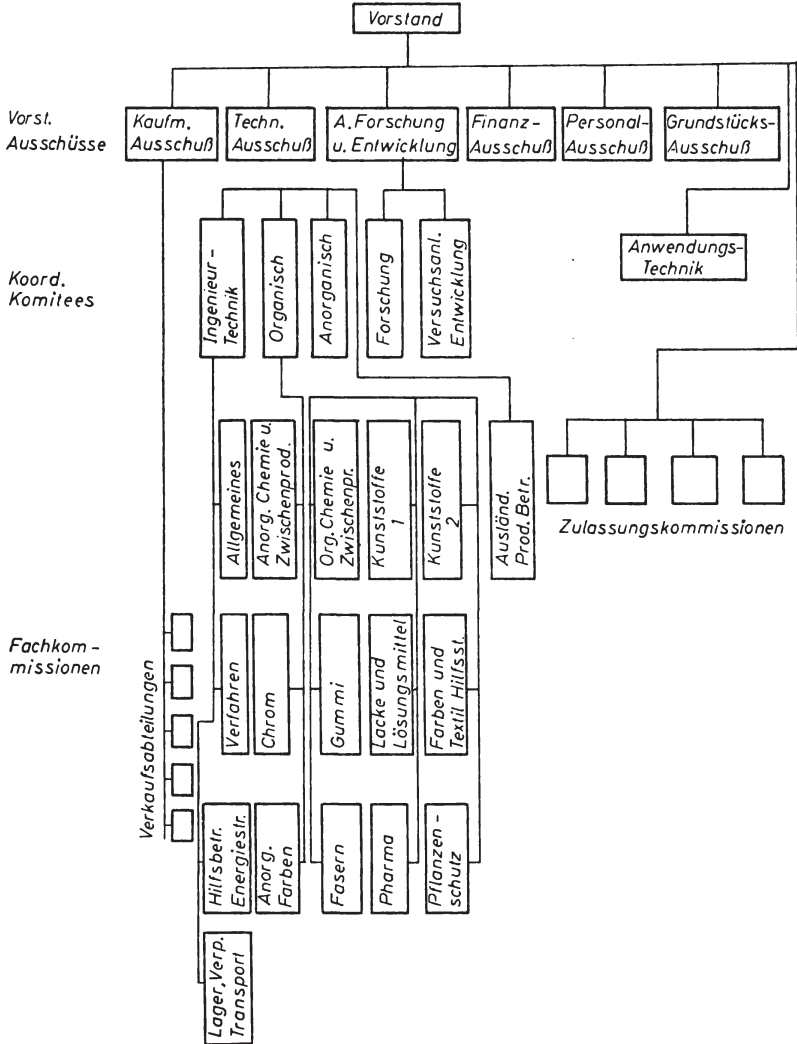 Vorstand
Vorst.
Ausschüsse
Kaufm.
Ausschuß
Techn.
Ausschuß
A. Forschung
u. Entwicklung
Finanz-
Ausschuß
Personal-
Ausschuß
Grundstücks-
Ausschuß
Koord.
Komitees
Ingenieur-
Technik
Organisch
Anorganisch
Forschung
Versuchsanl.
Entwicklung
Anwendungs-
Technik
Allgemeines
Anorg. Chemie u.
Zwischenprod.
Org. Chemie u.
Zwischenpr.
Kunststoffe
1
Kunststoffe
2
Ausländ.
Prod. Betr.
Zulassungskommissionen
Fachkom-
missionen
Verkaufsabteilungen
Verfahren
Chrom
Gummi
Lacke und
Lösungsmittel
Farben und
Textil Hilfsst.
Hilfsbetr.
Energiestr.
Anorg.
Farben
Fasern
Pharma
Pflanzen-
schutz
Lager, Verp.
Transport